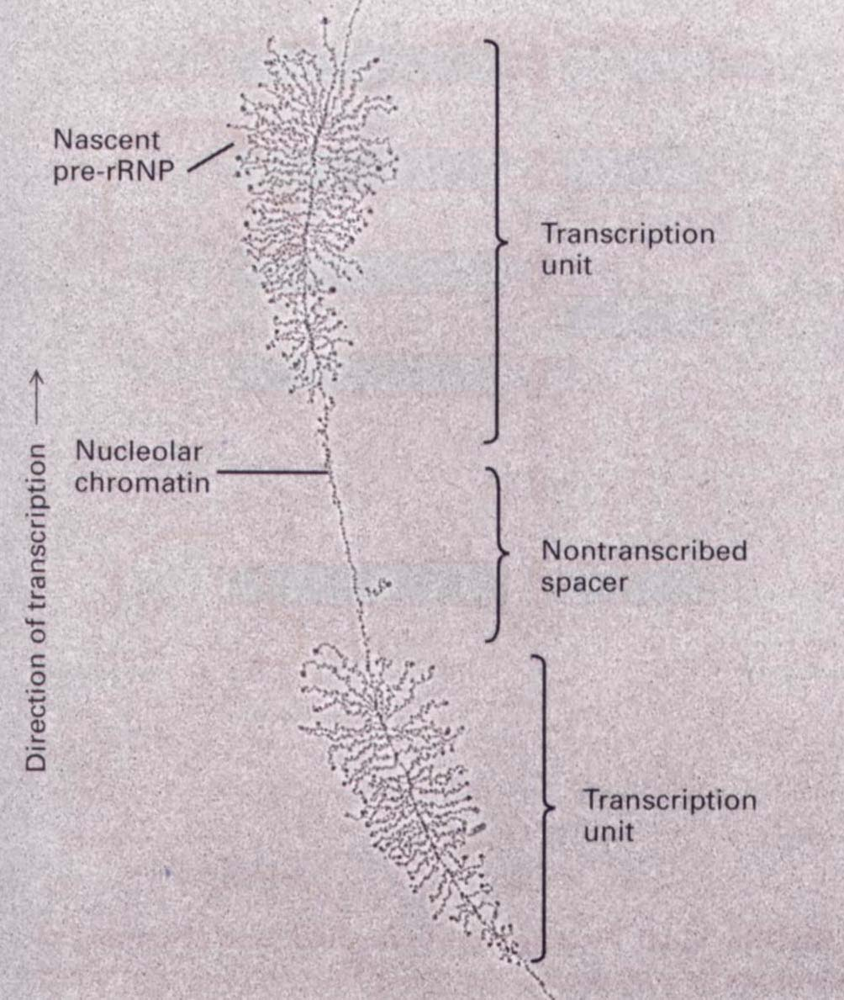 Nascent
pre-rRNP
Transcription
unit
Direction of transcription →
Nucleolar
chromatin
Nontranscribed
spacer
Transcription
unit